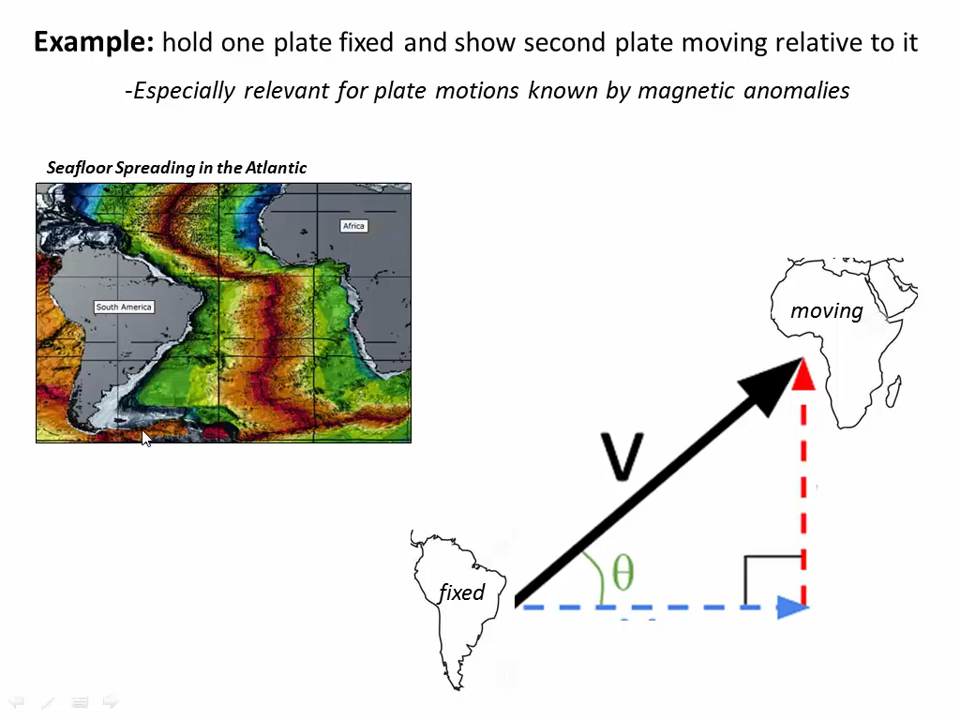 Example: hold one plate fixed and show second plate moving relative to it
-Especially relevant for plate motions known by magnetic anomalies
Seafloor Spreading in the Atlantic
Africa
South America
moving
V
θ
fixed